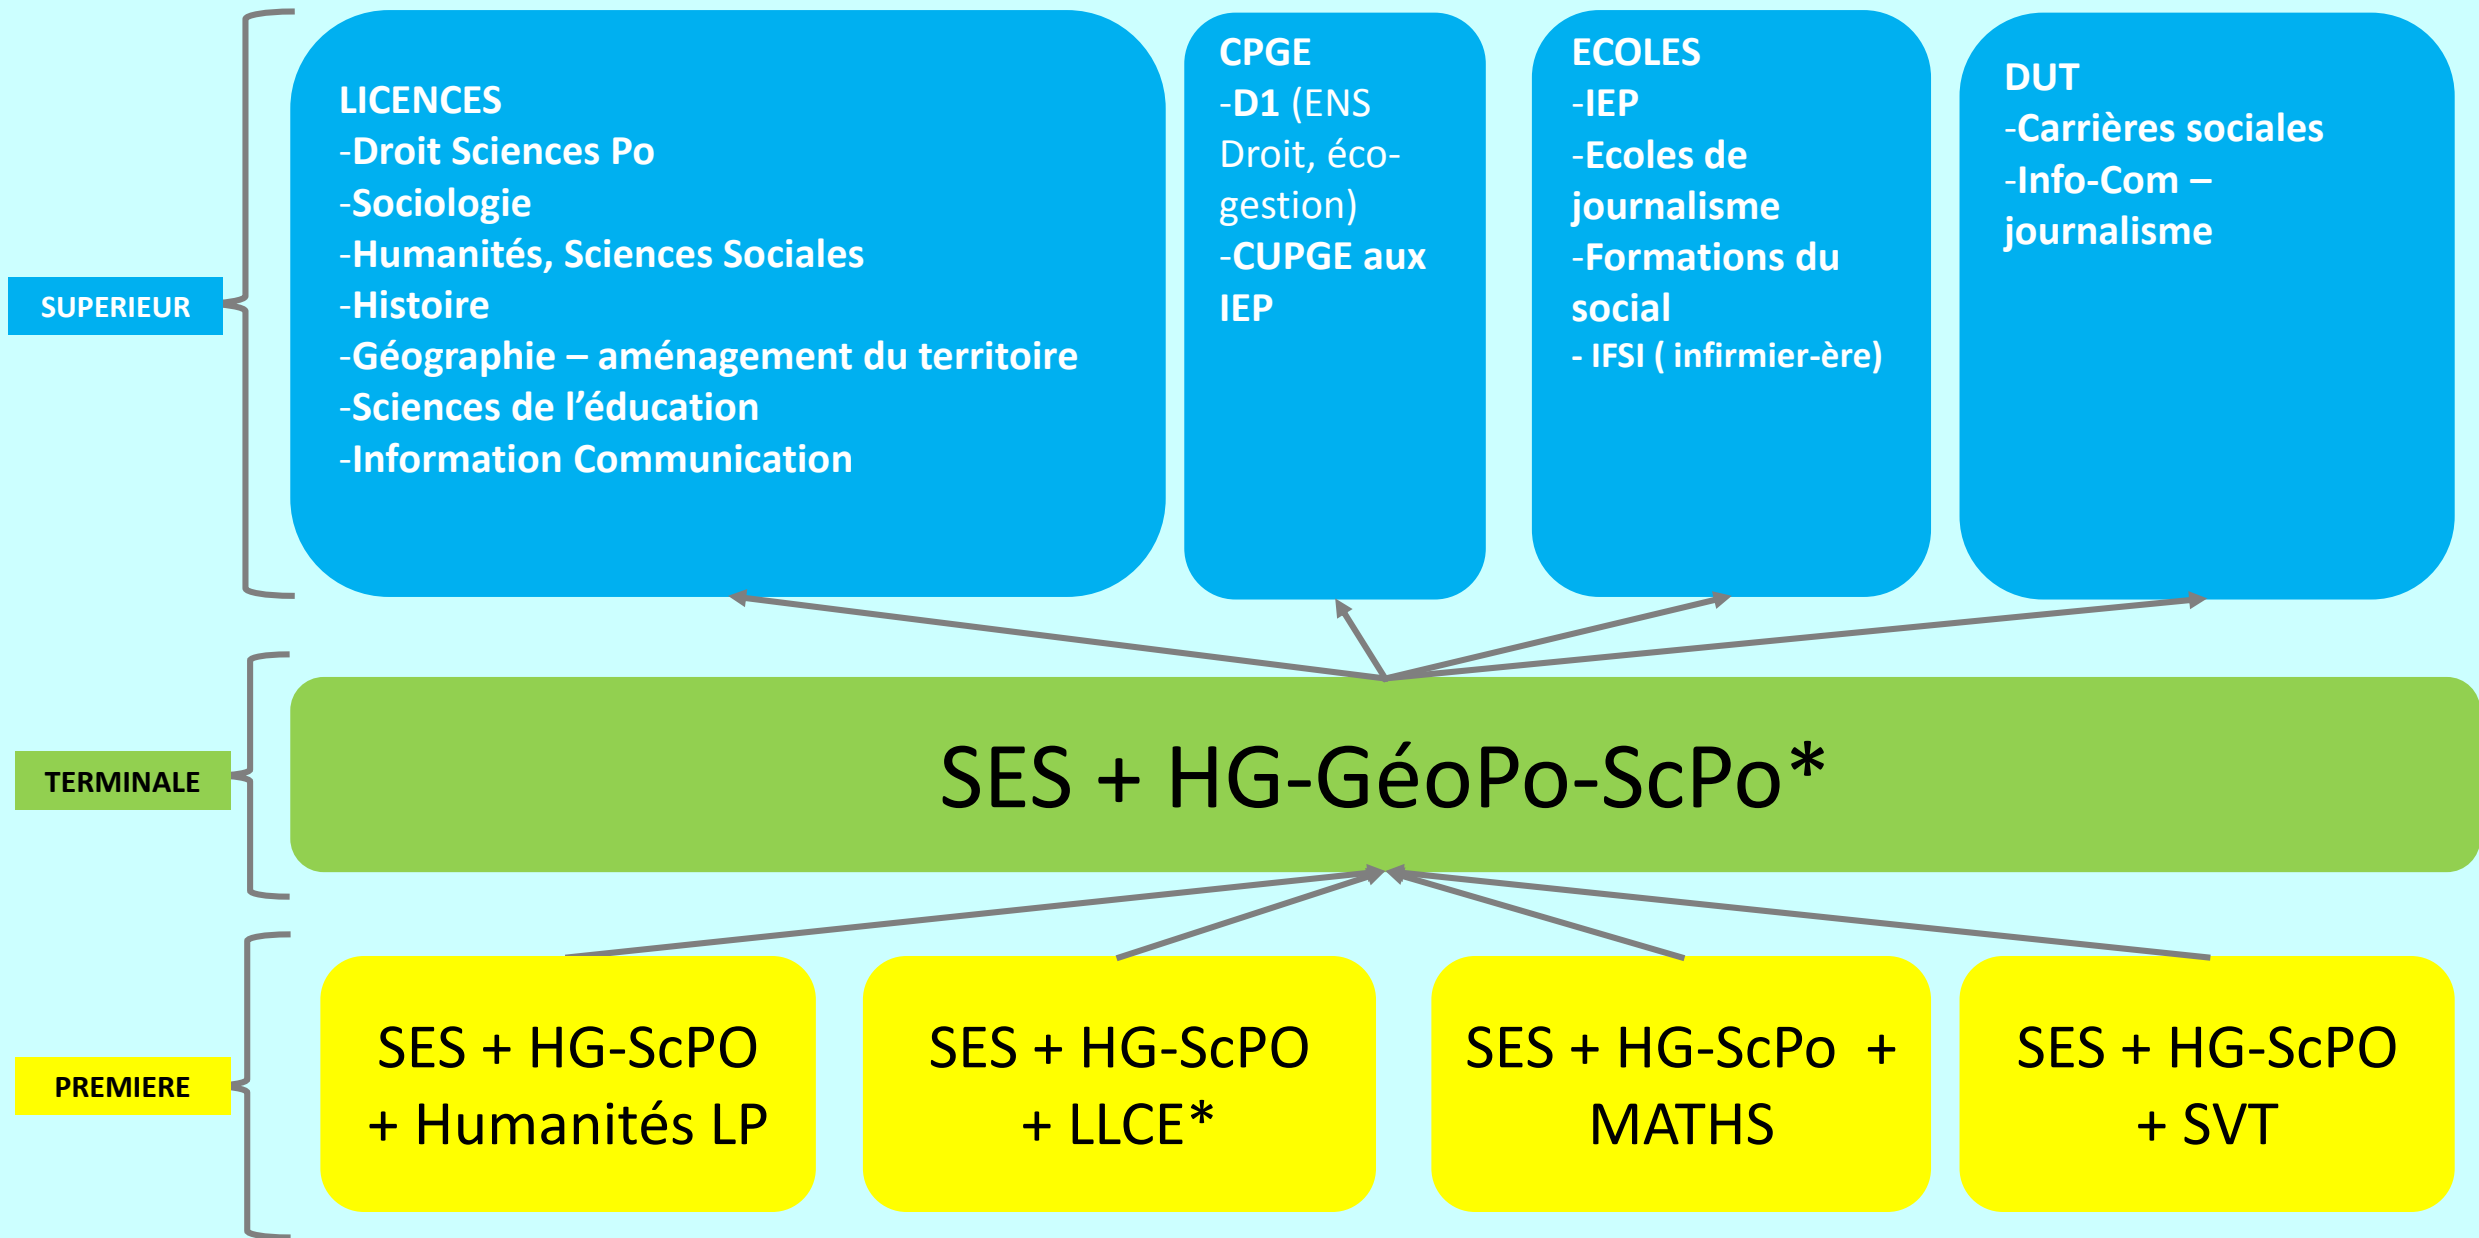 SUPERIEUR
LICENCES
-Droit Sciences Po
-Sociologie
-Humanités, Sciences Sociales
-Histoire
-Géographie – aménagement du territoire
-Sciences de l’éducation
-Information Communication
CPGE
-D1 (ENS
Droit, éco-
gestion)
-CUPGE aux
IEP
ECOLES
-IEP
-Ecoles de
journalisme
-Formations du
social
- IFSI ( infirmier-ère)
DUT
-Carrières sociales
-Info-Com –
journalisme
TERMINALE
SES + HG-GéoPo-ScPo*
PREMIERE
SES + HG-ScPO
+ Humanités LP
SES + HG-ScPO
+ LLCE*
SES + HG-ScPo +
MATHS
SES + HG-ScPO
+ SVT